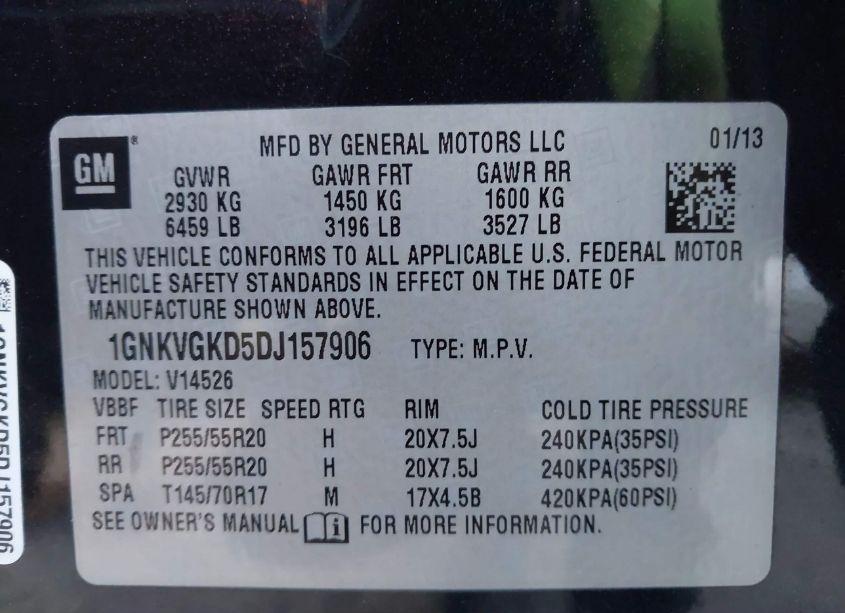 GM
®
MFD BY GENERAL MOTORS LLC 01/13
GVWR GAWR FRT GAWR RR
2930 KG 1450 KG 1600 KG
6459 LB 3196 LB 3527 LB
THIS VEHICLE CONFORMS TO ALL APPLICABLE U.S. FEDERAL MOTOR
VEHICLE SAFETY STANDARDS IN EFFECT ON THE DATE OF
MANUFACTURE SHOWN ABOVE.
1GNKVGKD5DJ157906 TYPE: M.P.V.
MODEL: V14526
VBBF TIRE SIZE SPEED RTG RIM COLD TIRE PRESSURE
FRT P255/55R20 H 20X7.5J 240KPA(35PSI)
RR P255/55R20 H 20X7.5J 240KPA(35PSI)
SPA T145/70R17 M 17X4.5B 420KPA(60PSI)
SEE OWNER'S MANUAL FOR MORE INFORMATION.
1GNKVGKD5DJ157906